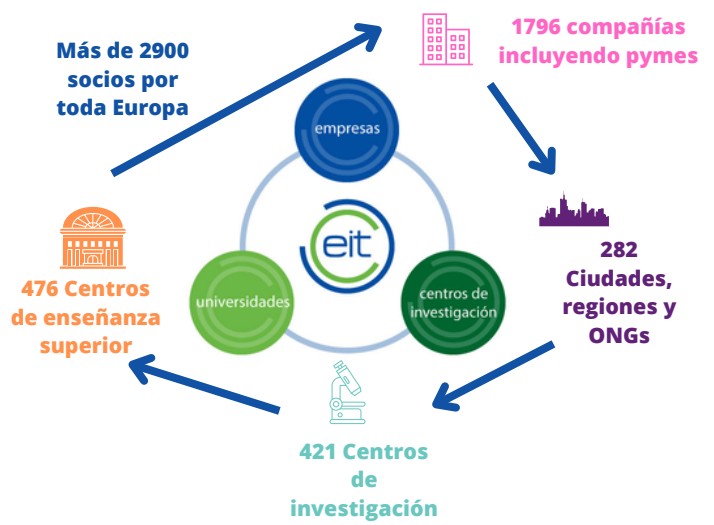 Más de 2900
socios por
toda Europa
1796 compañías
incluyendo pymes
empresas
eit
universidades
centros de
investigación
282
Ciudades,
regiones y
ONGs
476 Centros
de enseñanza
superior
421 Centros
de
investigación